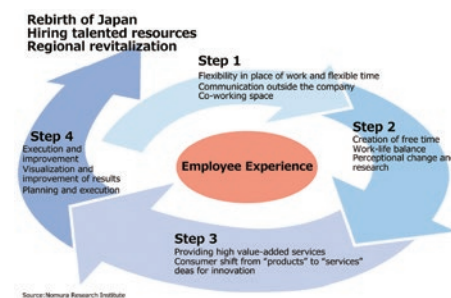 Rebirth of Japan
Hiring talented resources
Regional revitalization
Step 1
Flexibility in place of work and flexible time
Communication outside the company
Co-working space
Step 2
Creation of free time
Work-life balance
Perceptional change and
research
Employee Experience
Step 4
Execution and
improvement
Visualization and
improvement of results
Planning and execution
Step 3
Providing high value-added services
Consumer shift from "products" to "services"
deas for innovation
Source: Nomura Research Institute